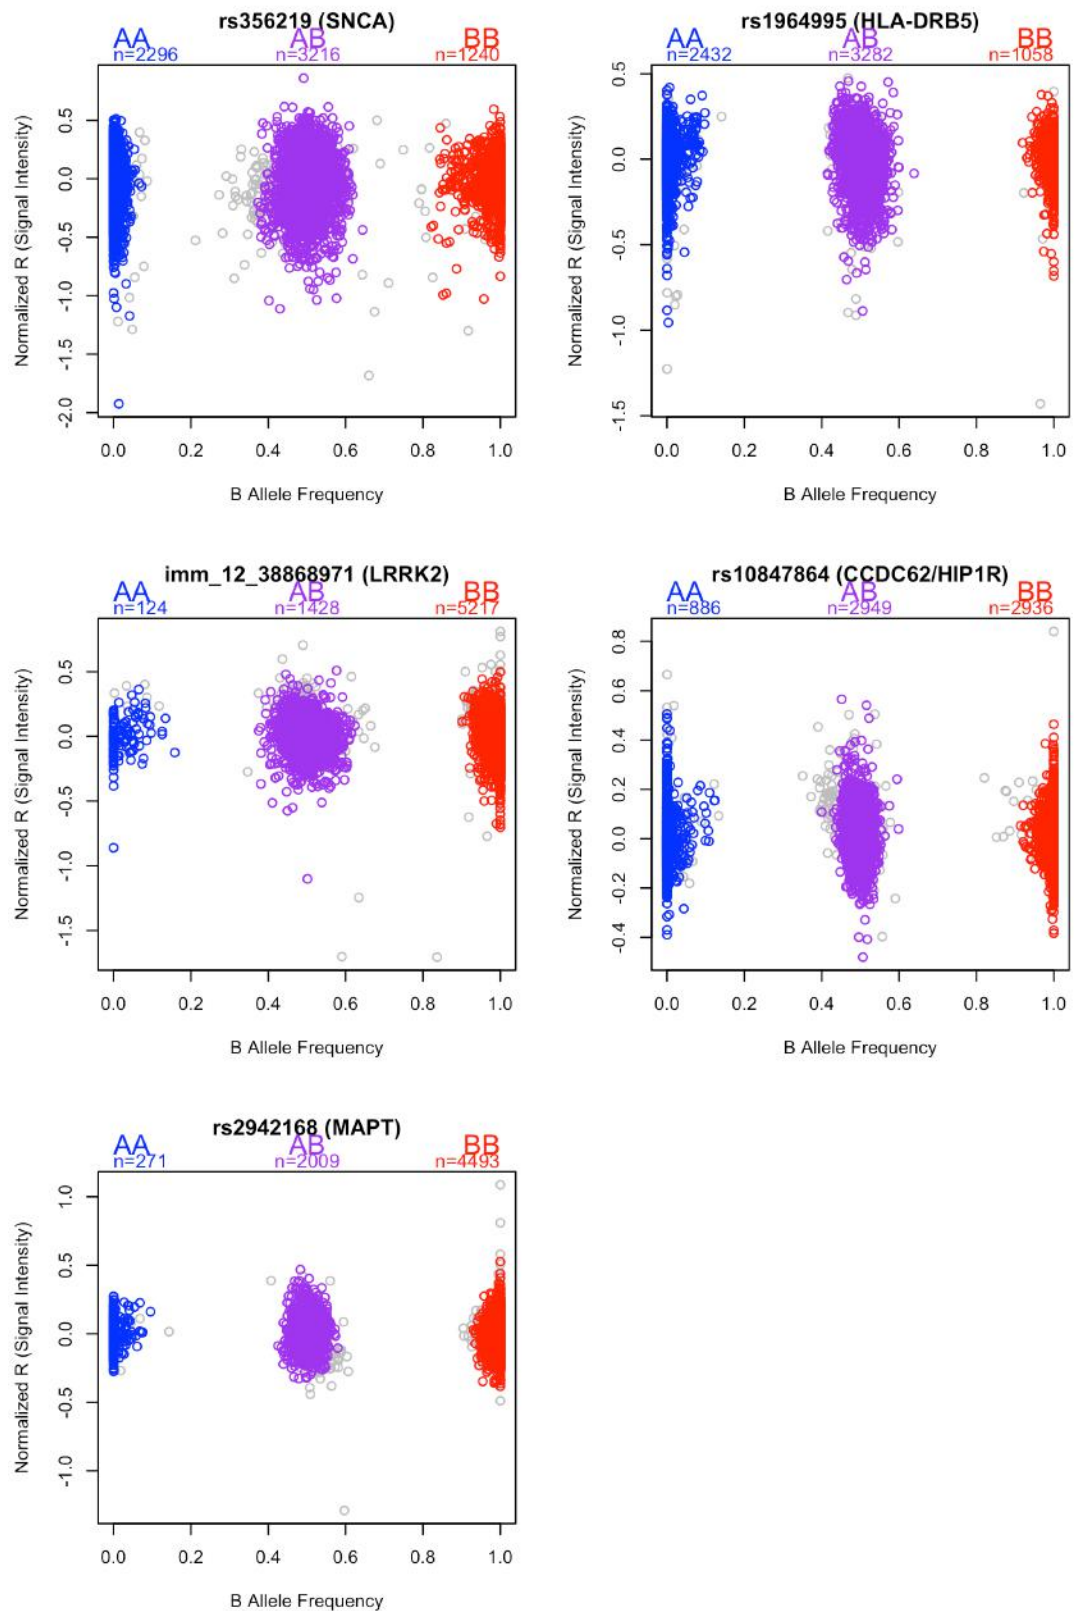 rs356219 (SNCA)
AA AB BB
n=2296 n=3216 n=1240
Normalized R (Signal Intensity)
0.5
0.0
-0.5
-1.0
-1.5
-2.0
0.0 0.2 0.4 0.6 0.8 1.0
B Allele Frequency
rs1964995 (HLA-DRB5)
AA AB BB
n=2432 n=3282 n=1058
Normalized R (Signal Intensity)
0.5
0.0
-0.5
-1.0
-1.5
0.0 0.2 0.4 0.6 0.8 1.0
B Allele Frequency
imm_12_38868971 (LRRK2)
AA AB BB
n=124 n=1428 n=5217
Normalized R (Signal Intensity)
0.5
0.0
-0.5
-1.0
-1.5
0.0 0.2 0.4 0.6 0.8 1.0
B Allele Frequency
rs10847864 (CCDC62/HIP1R)
AA AB BB
n=886 n=2949 n=2936
Normalized R (Signal Intensity)
0.8
0.6
0.4
0.2
0.0
-0.2
-0.4
0.0 0.2 0.4 0.6 0.8 1.0
B Allele Frequency
rs2942168 (MAPT)
AA AB BB
n=271 n=2009 n=4493
Normalized R (Signal Intensity)
1.0
0.5
0.0
-0.5
-1.0
0.0 0.2 0.4 0.6 0.8 1.0
B Allele Frequency